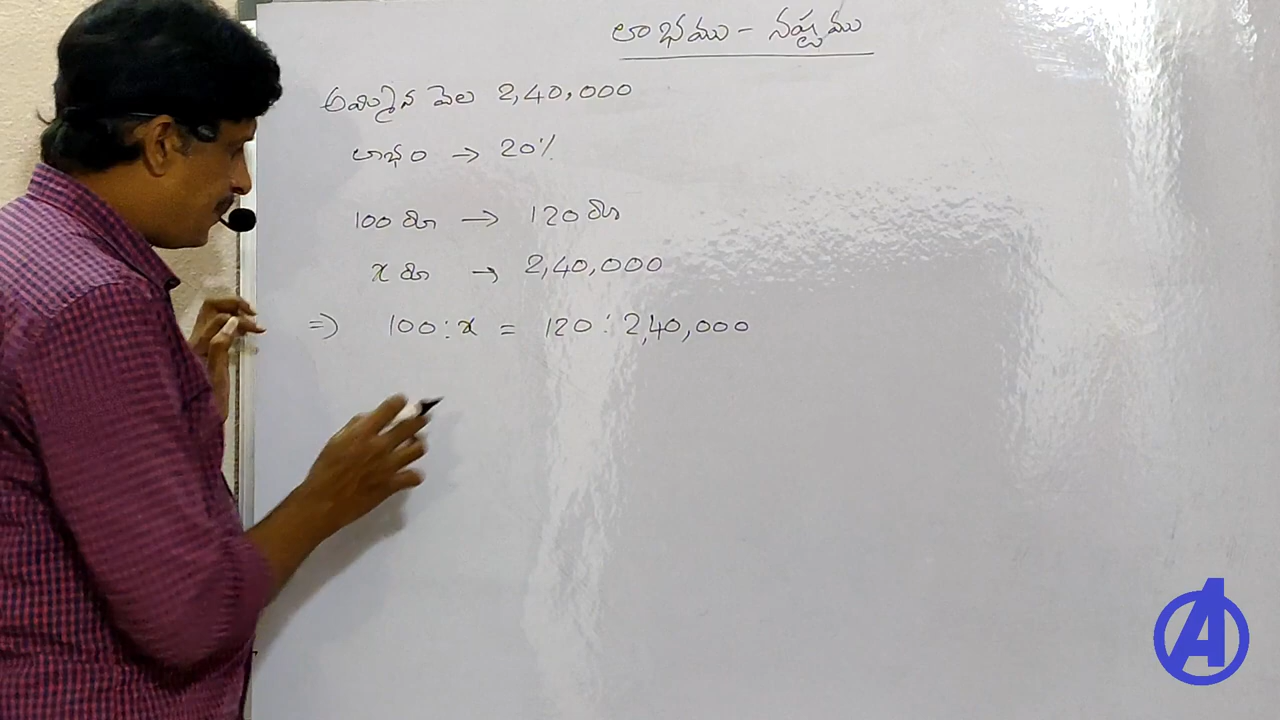 లాభము - నష్టము
అమ్మిన వెల 2,40,000
లాభం → 20%
100 రూ → 120 రూ
x రూ → 2,40,000
⇒ 100 : x = 120 : 2,40,000